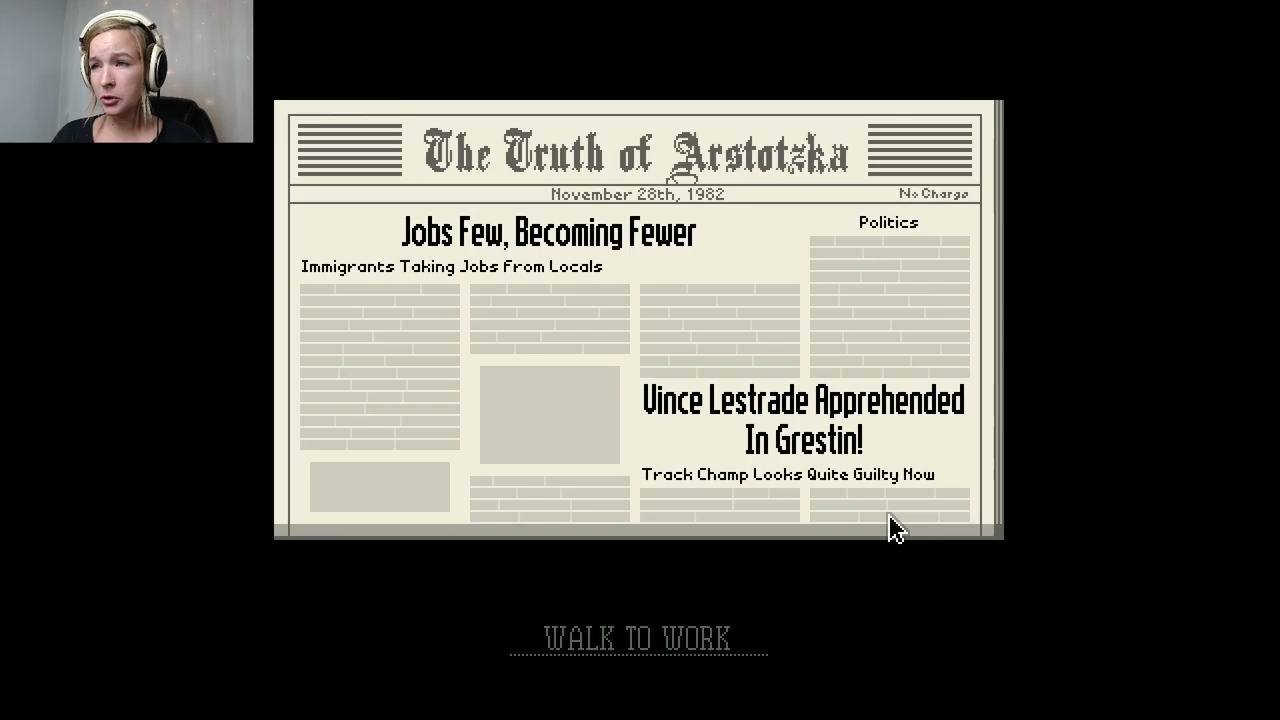 The Truth of Arstotzka
November 28th, 1982
No Charge
Jobs Few, Becoming Fewer
Immigrants Taking Jobs From Locals
Politics
Vince Lestrade Apprehended
In Grestin!
Track Champ Looks Quite Guilty Now
WALK TO WORK